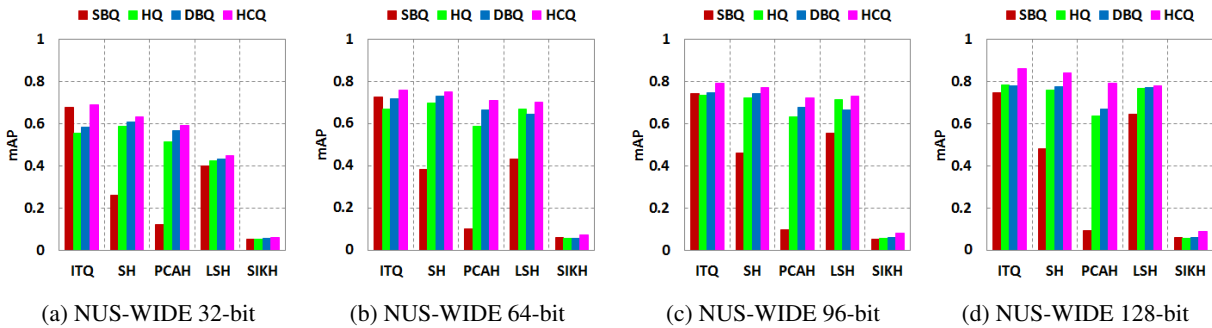 SBQ HQ DBQ HCQ
1
0.8
0.6
0.4
0.2
0
mAP
ITQ SH PCAH LSH SIKH
(a) NUS-WIDE 32-bit
SBQ HQ DBQ HCQ
1
0.8
0.6
0.4
0.2
0
mAP
ITQ SH PCAH LSH SIKH
(b) NUS-WIDE 64-bit
SBQ HQ DBQ HCQ
1
0.8
0.6
0.4
0.2
0
mAP
ITQ SH PCAH LSH SIKH
(c) NUS-WIDE 96-bit
SBQ HQ DBQ HCQ
1
0.8
0.6
0.4
0.2
0
mAP
ITQ SH PCAH LSH SIKH
(d) NUS-WIDE 128-bit